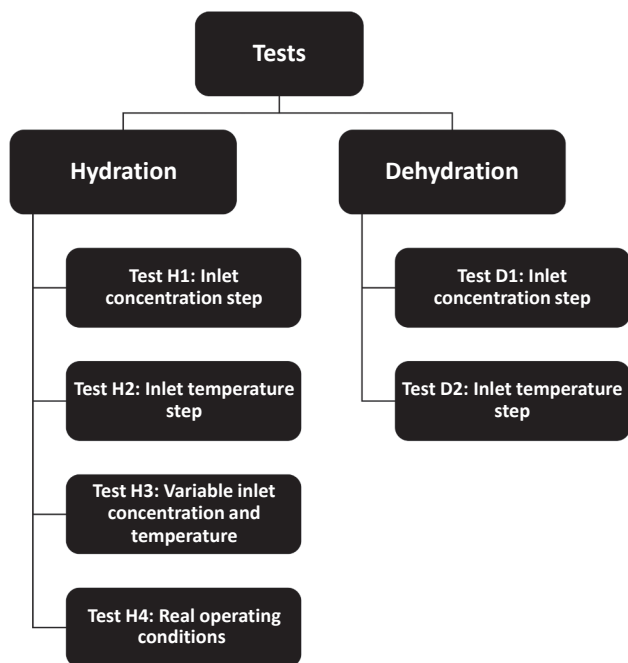 Tests
Hydration
Test H1: Inlet
concentration step
Test H2: Inlet temperature
step
Test H3: Variable inlet
concentration and
temperature
Test H4: Real operating
conditions
Dehydration
Test D1: Inlet
concentration step
Test D2: Inlet temperature
step